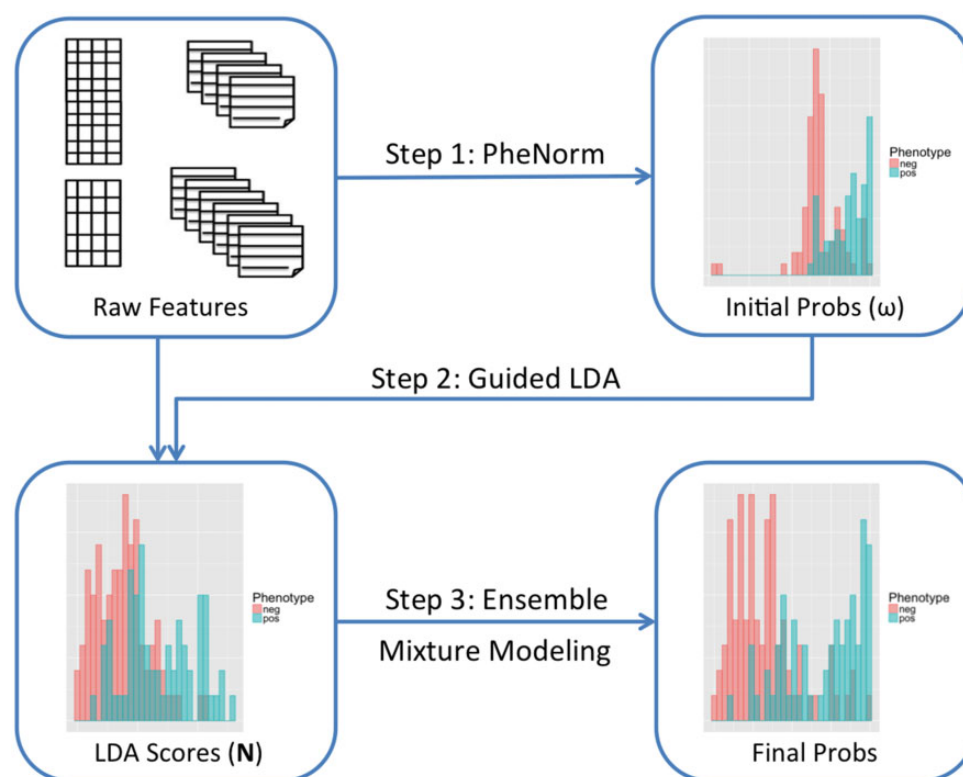 Raw Features
Step 1: PheNorm
Phenotype
neg
pos
Initial Probs (ω)
Step 2: Guided LDA
Phenotype
neg
pos
LDA Scores (N)
Step 3: Ensemble
Mixture Modeling
Phenotype
neg
pos
Final Probs